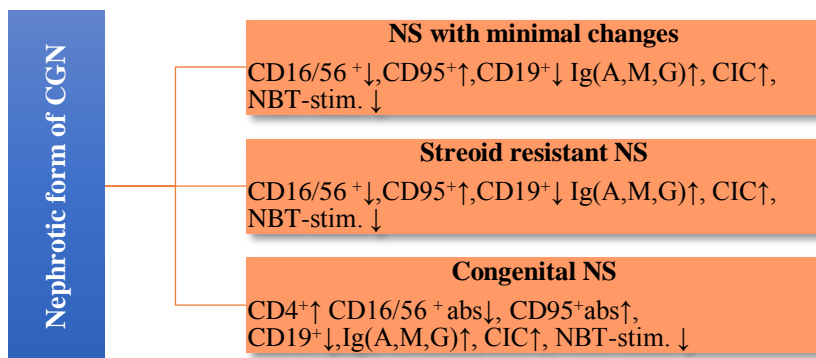 Nephrotic form of CGN
NS with minimal changes
CD16/56 ⁺↓,CD95⁺↑,CD19⁺↓ Ig(A,M,G)↑, CIC↑,
NBT-stim. ↓
Streoid resistant NS
CD16/56 ⁺↓,CD95⁺↑,CD19⁺↓ Ig(A,M,G)↑, CIC↑,
NBT-stim. ↓
Congenital NS
CD4⁺↑ CD16/56 ⁺ abs↓, CD95⁺abs↑,
CD19⁺↓,Ig(A,M,G)↑, CIC↑, NBT-stim. ↓